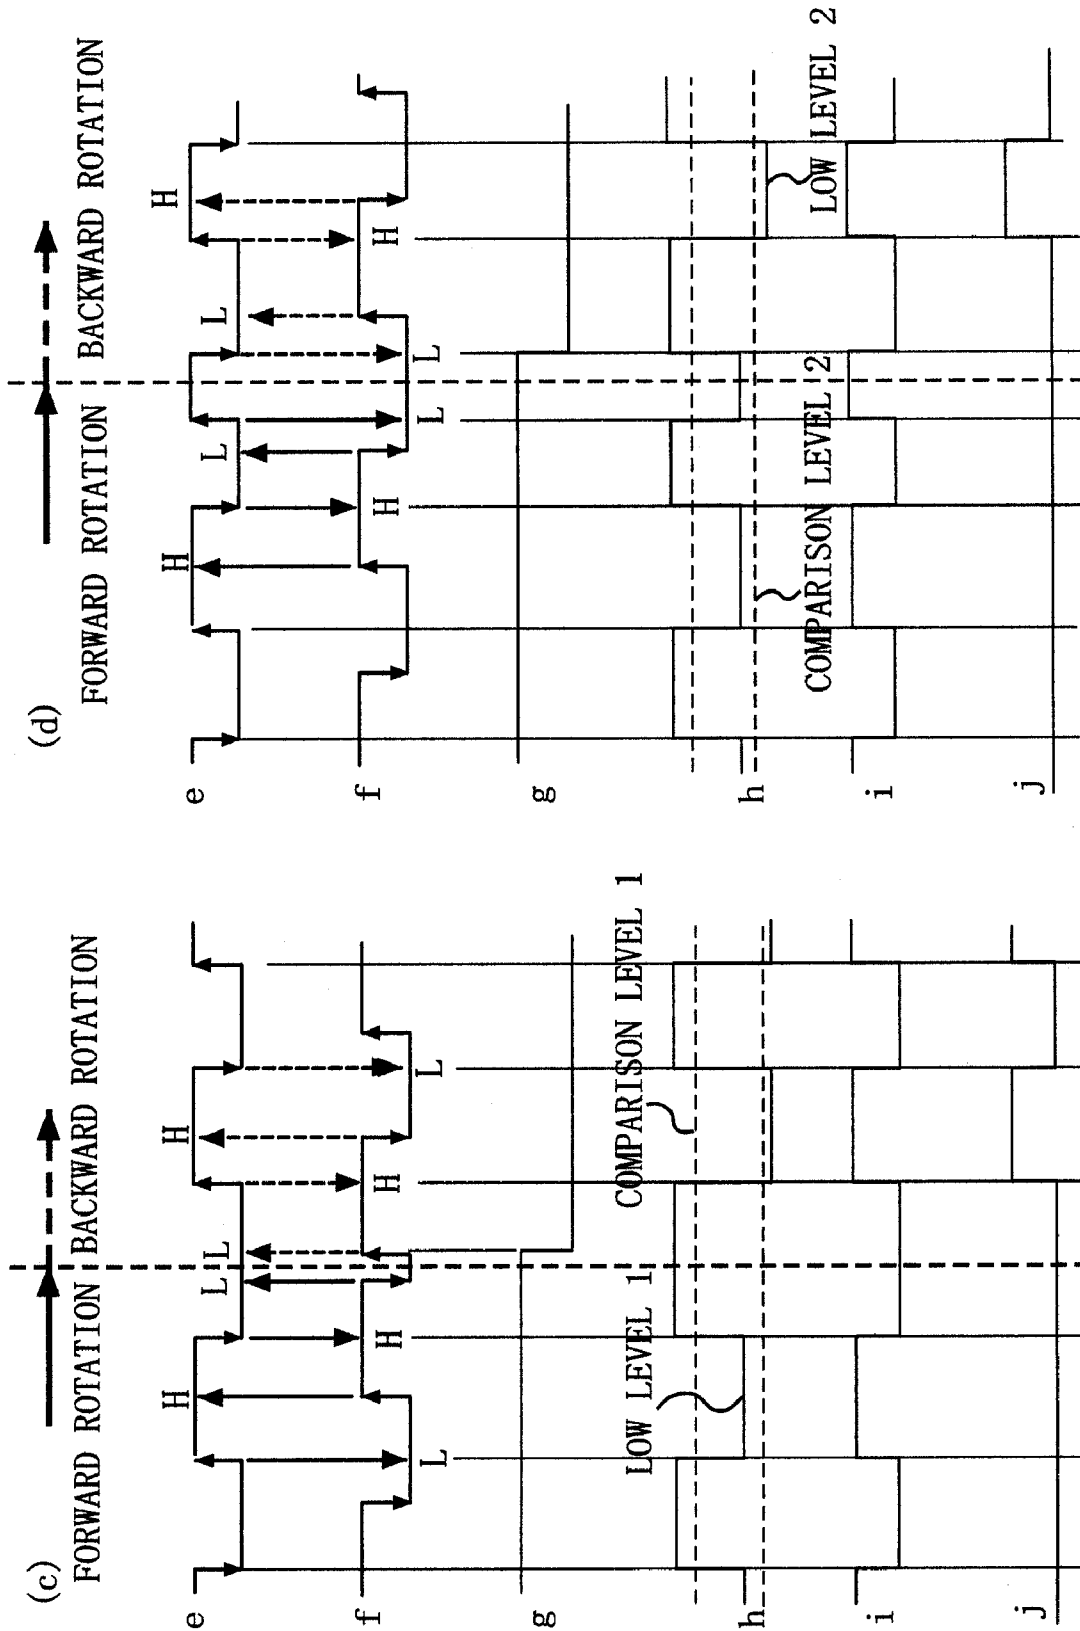 (c)
FORWARD ROTATION BACKWARD ROTATION
e
H
L
L
H
f
L
H
H
L
g
COMPARISON LEVEL 1
LOW LEVEL 1
h
i
j
(d)
FORWARD ROTATION BACKWARD ROTATION
e
H
L
L
H
f
H
L
L
H
g
h
COMPARISON LEVEL 2
LOW LEVEL 2
i
j